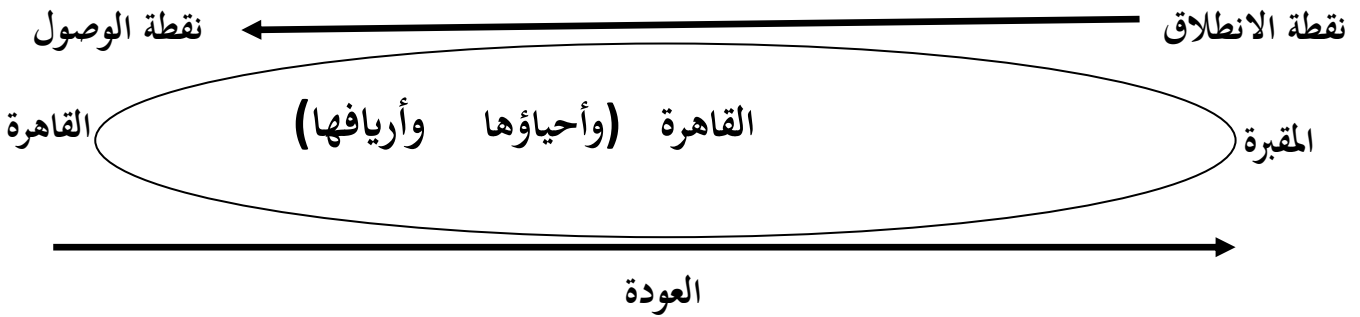 نقطة الانطلاق
نقطة الوصول
القاهرة (وأحياؤها وأريافها)
المقبرة
القاهرة
العودة